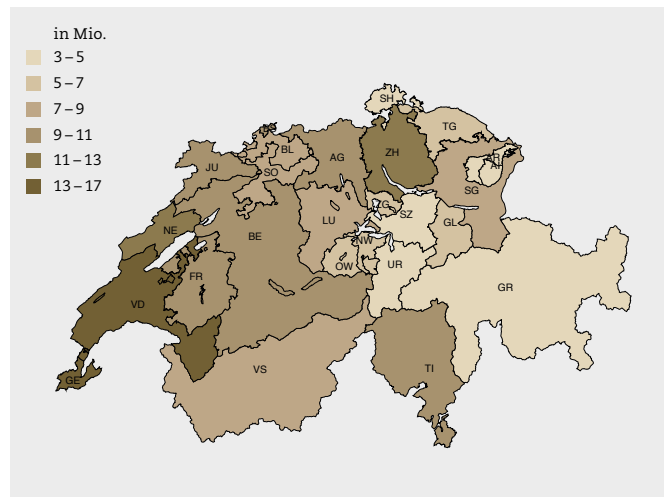 in Mio.
3–5
5–7
7–9
9–11
11–13
13–17
SH
TG
BL
ZH
AG
AR
AI
JU
SO
SG
ZG
SZ
LU
GL
NE
BE
NW
OW
UR
FR
GR
VD
VS
TI
GE